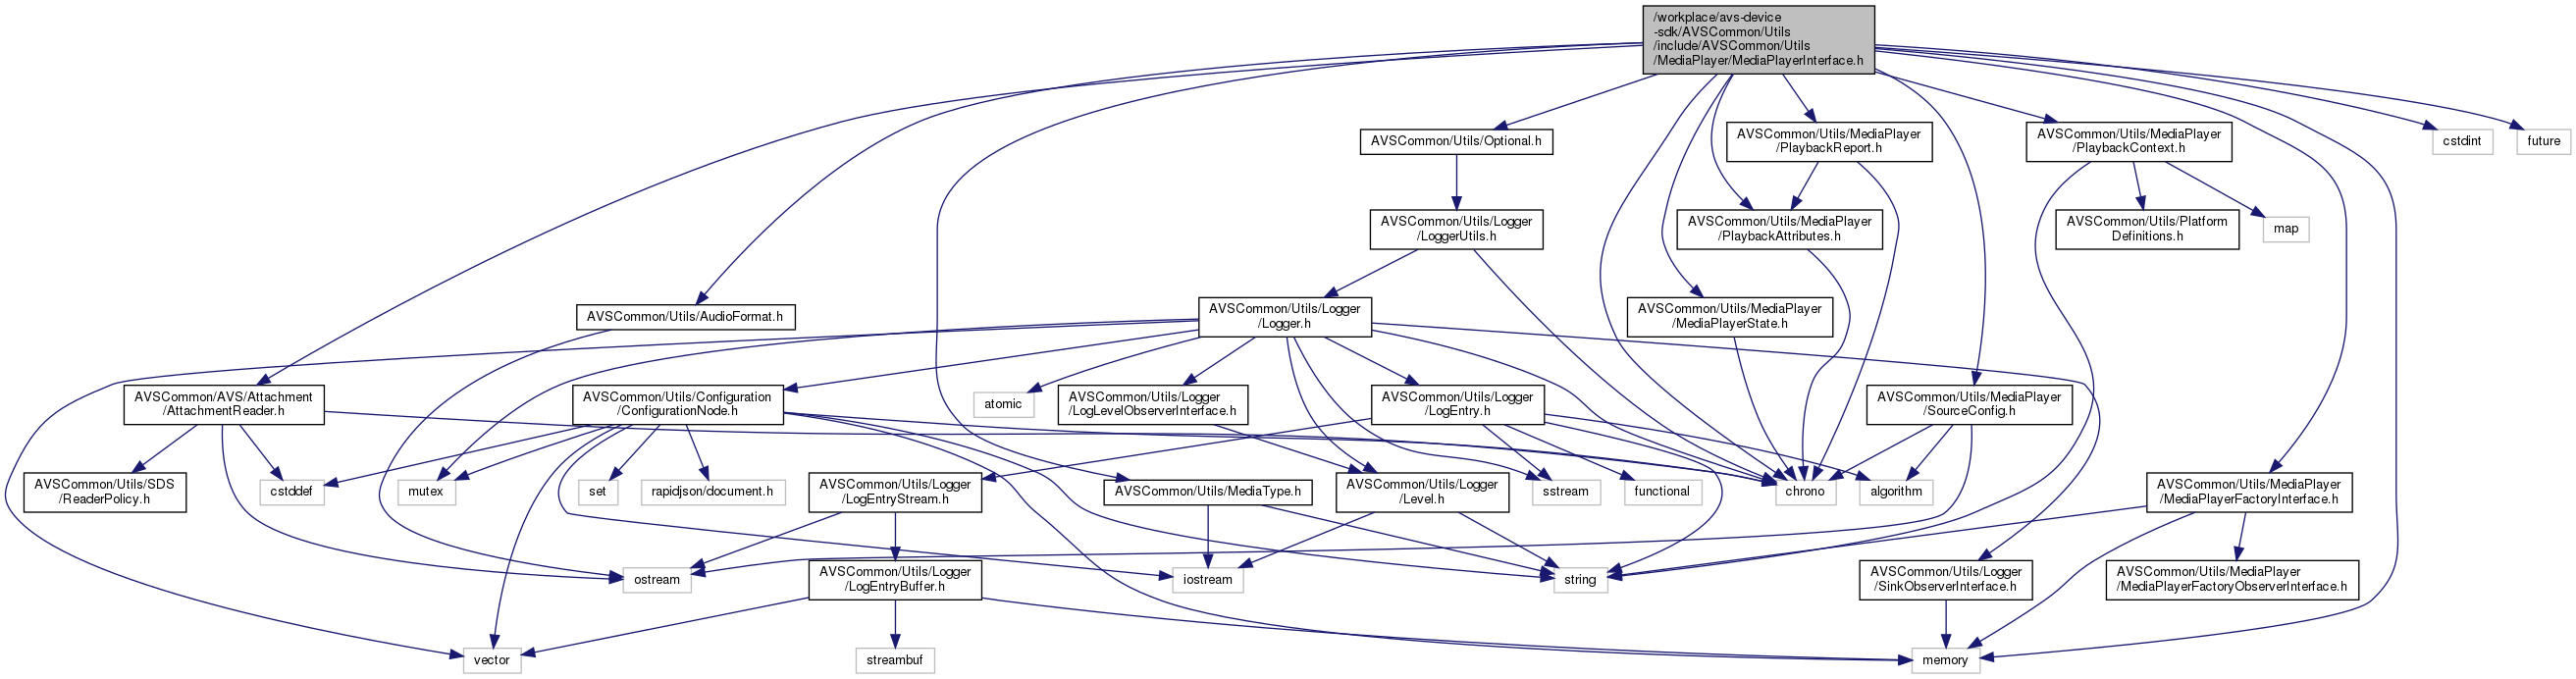 /workplace/avs-device
-sdk/AVSCommon/Utils
/include/AVSCommon/Utils
/MediaPlayer/MediaPlayerInterface.h
AVSCommon/Utils/Optional.h
AVSCommon/Utils/MediaPlayer
/PlaybackReport.h
AVSCommon/Utils/MediaPlayer
/PlaybackContext.h
cstdint
future
AVSCommon/Utils/Logger
/LoggerUtils.h
AVSCommon/Utils/MediaPlayer
/PlaybackAttributes.h
AVSCommon/Utils/Platform
Definitions.h
map
AVSCommon/Utils/AudioFormat.h
AVSCommon/Utils/Logger
/Logger.h
AVSCommon/Utils/MediaPlayer
/MediaPlayerState.h
AVSCommon/AVS/Attachment
/AttachmentReader.h
AVSCommon/Utils/Configuration
/ConfigurationNode.h
atomic
AVSCommon/Utils/Logger
/LogLevelObserverInterface.h
AVSCommon/Utils/Logger
/LogEntry.h
AVSCommon/Utils/MediaPlayer
/SourceConfig.h
AVSCommon/Utils/SDS
/ReaderPolicy.h
cstddef
mutex
set
rapidjson/document.h
AVSCommon/Utils/Logger
/LogEntryStream.h
AVSCommon/Utils/MediaType.h
AVSCommon/Utils/Logger
/Level.h
sstream
functional
chrono
algorithm
AVSCommon/Utils/MediaPlayer
/MediaPlayerFactoryInterface.h
ostream
AVSCommon/Utils/Logger
/LogEntryBuffer.h
iostream
string
AVSCommon/Utils/Logger
/SinkObserverInterface.h
AVSCommon/Utils/MediaPlayer
/MediaPlayerFactoryObserverInterface.h
vector
streambuf
memory